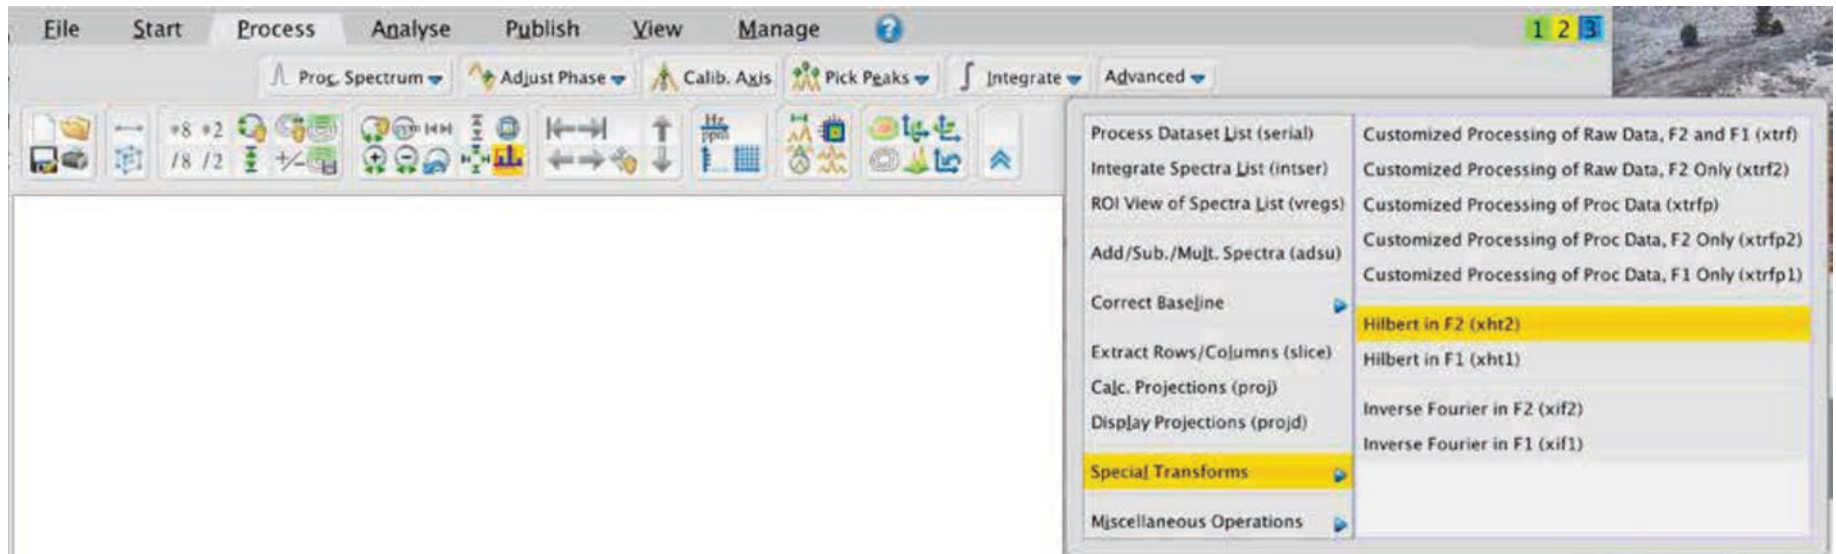 File Start Process Analyse Publish View Manage ? 1 2 3
Proc. Spectrum Adjust Phase Calib. Axis Pick Peaks Integrate Advanced
*8 *2 Hz ppm
/8 /2 +/-
Process Dataset List (serial)
Integrate Spectra List (intser)
ROI View of Spectra List (vregs)
Add/Sub./Mult. Spectra (adsu)
Correct Baseline
Extract Rows/Columns (slice)
Calc. Projections (proj)
Display Projections (projd)
Special Transforms
Miscellaneous Operations
Customized Processing of Raw Data, F2 and F1 (xtrf)
Customized Processing of Raw Data, F2 Only (xtrf2)
Customized Processing of Proc Data (xtrfp)
Customized Processing of Proc Data, F2 Only (xtrfp2)
Customized Processing of Proc Data, F1 Only (xtrfp1)
Hilbert in F2 (xht2)
Hilbert in F1 (xht1)
Inverse Fourier in F2 (xif2)
Inverse Fourier in F1 (xif1)